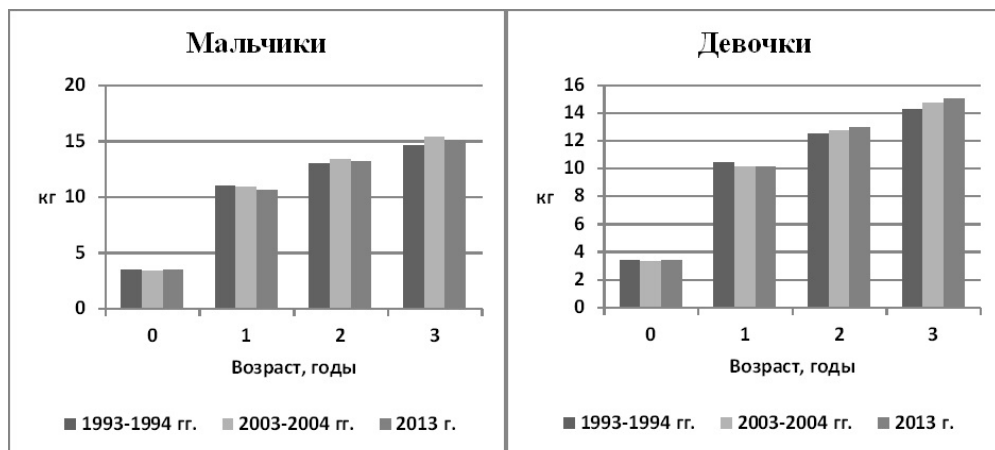 Мальчики
20
15
кг
10
5
0
0 1 2 3
Возраст, годы
1993-1994 гг. 2003-2004 гг. 2013 г.
Девочки
16
14
12
10
кг
8
6
4
2
0
0 1 2 3
Возраст, годы
1993-1994 гг. 2003-2004 гг. 2013 г.